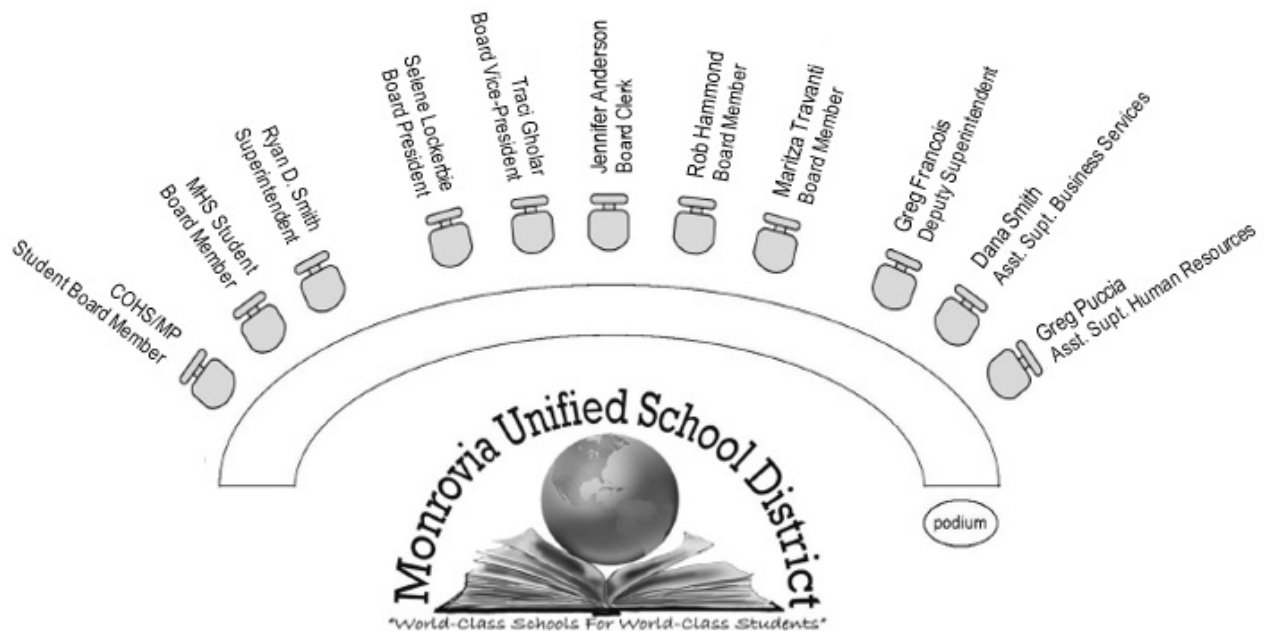 COHS/MP
Student Board Member
MHS Student
Board Member
Ryan D. Smith
Superintendent
Selene Lockerbie
Board President
Traci Gholar
Board Vice-President
Jennifer Anderson
Board Clerk
Rob Hammond
Board Member
Maritza Travanti
Board Member
Greg Francois
Deputy Superintendent
Dana Smith
Asst. Supt. Business Services
Greg Puccia
Asst. Supt. Human Resources
Monrovia Unified School District
podium
"World-Class Schools For World-Class Students"